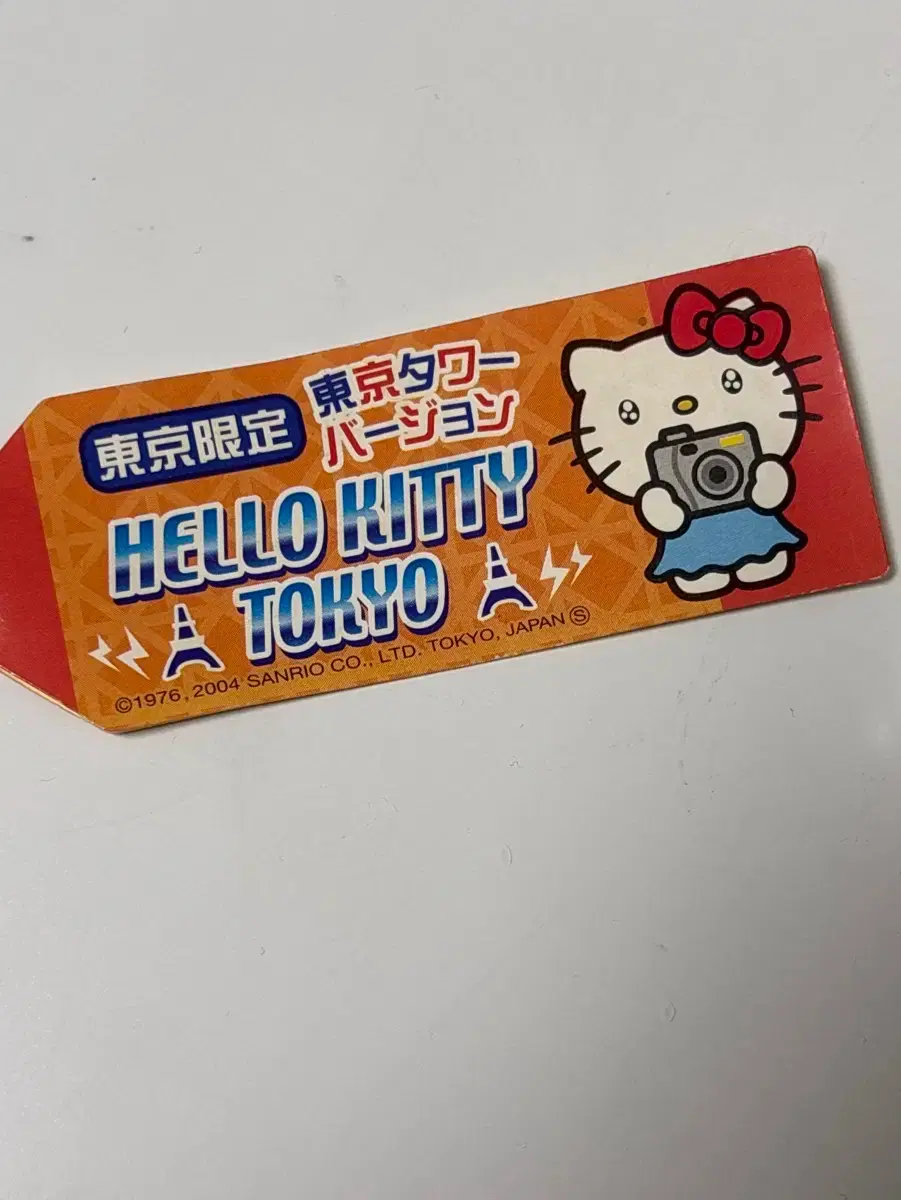 東京限定
東京タワー
バージョン
HELLO KITTY
TOKYO
©1976, 2004 SANRIO CO., LTD. TOKYO, JAPAN Ⓢ